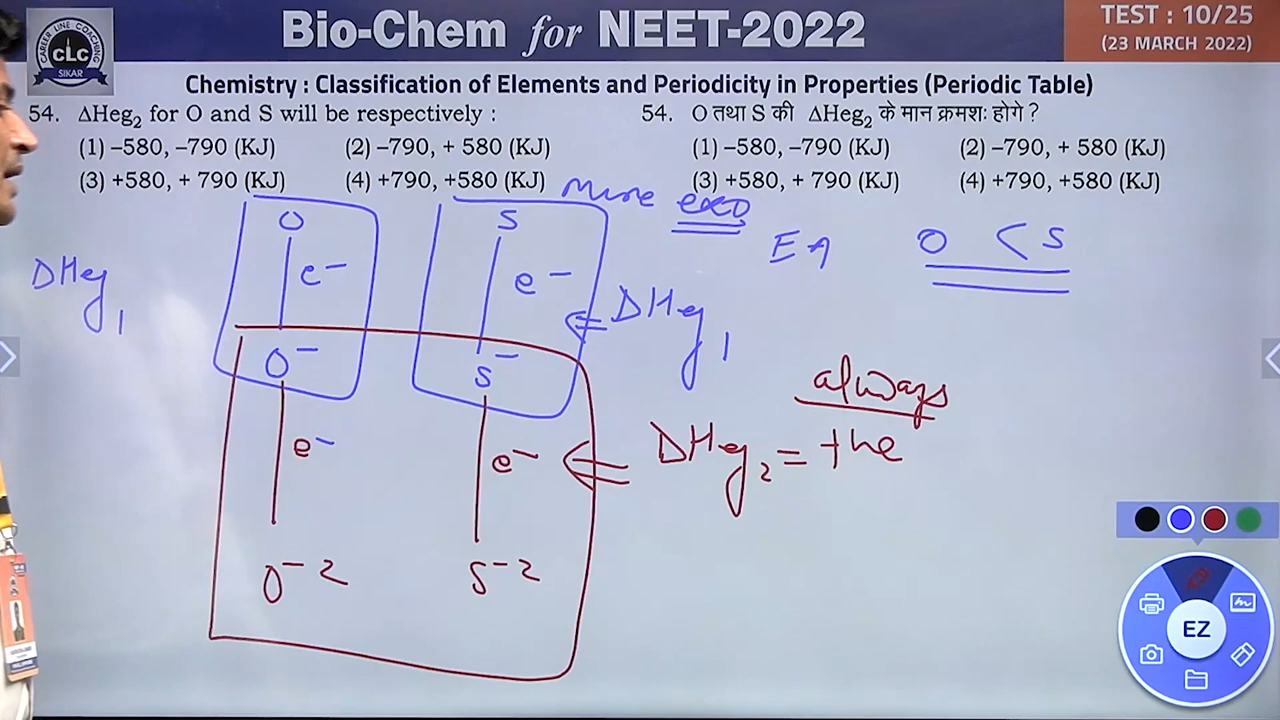 Bio-Chem for NEET-2022
TEST : 10/25
(23 MARCH 2022)
CAREER LINE COACHING
CLC
SIKAR
Chemistry : Classification of Elements and Periodicity in Properties (Periodic Table)
54. ΔHeg₂ for O and S will be respectively :
(1) –580, –790 (KJ) (2) –790, + 580 (KJ)
(3) +580, + 790 (KJ) (4) +790, +580 (KJ)
54. O तथा S की ΔHeg₂ के मान क्रमशः होगे ?
(1) –580, –790 (KJ) (2) –790, + 580 (KJ)
(3) +580, + 790 (KJ) (4) +790, +580 (KJ)
more exo
O S
EA O < S
ΔHeg₁ e⁻ e⁻ ΔHeg₁
O⁻ S⁻
always
e⁻ e⁻ ΔHeg₂ = +ve
O⁻² S⁻²
EZ